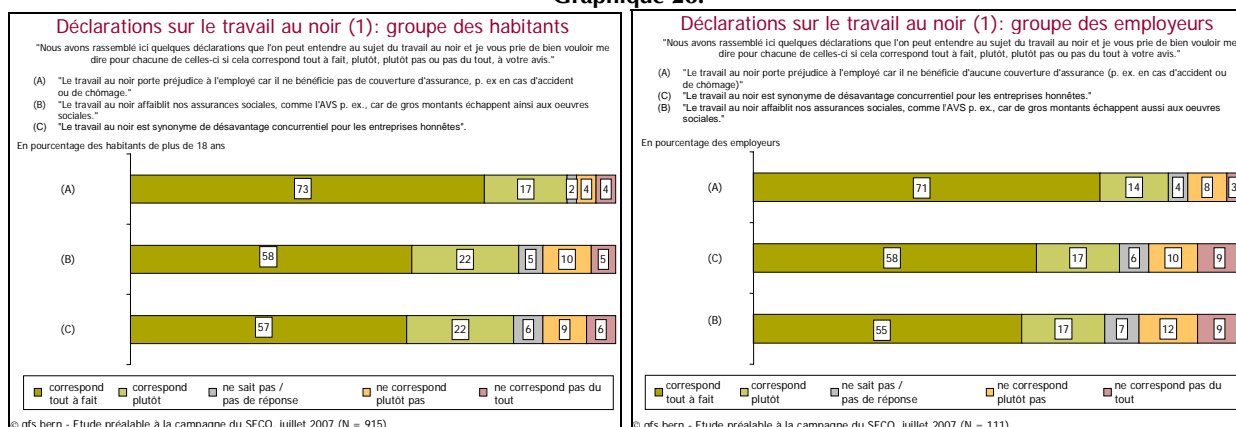 Graphique 28:
Déclarations sur le travail au noir (1): groupe des habitants
"Nous avons rassemblé ici quelques déclarations que l'on peut entendre au sujet du travail au noir et je vous prie de bien vouloir me
dire pour chacune de celles-ci si cela correspond tout à fait, plutôt, plutôt pas ou pas du tout, à votre avis."
(A) "Le travail au noir porte préjudice à l'employé car il ne bénéficie pas de couverture d'assurance, p. ex en cas d'accident
ou de chômage."
(B) "Le travail au noir affaiblit nos assurances sociales, comme l'AVS p. ex., car de gros montants échappent ainsi aux oeuvres
sociales."
(C) "Le travail au noir est synonyme de désavantage concurrentiel pour les entreprises honnêtes".
En pourcentage des habitants de plus de 18 ans
(A) 73 17 2 4 4
(B) 58 22 5 10 5
(C) 57 22 6 9 6
correspond tout à fait
correspond plutôt
ne sait pas / pas de réponse
ne correspond plutôt pas
ne correspond pas du tout
© gfs.bern - Etude préalable à la campagne du SECO, juillet 2007 (N = 915)
Déclarations sur le travail au noir (1): groupe des employeurs
"Nous avons rassemblé ici quelques déclarations que l'on peut entendre au sujet du travail au noir et je vous prie de bien vouloir me
dire pour chacune de celles-ci si cela correspond tout à fait, plutôt, plutôt pas ou pas du tout à votre avis."
(A) "Le travail au noir porte préjudice à l'employé car il ne bénéficie d'aucune couverture d'assurance (p. ex. en cas d'accident ou
de chômage)"
(C) "Le travail au noir est synonyme de désavantage concurrentiel pour les entreprises honnêtes."
(B) "Le travail au noir affaiblit nos assurances sociales, comme l'AVS p. ex., car de gros montants échappent aussi aux oeuvres
sociales."
En pourcentage des employeurs
(A) 71 14 4 8 3
(C) 58 17 6 10 9
(B) 55 17 7 12 9
correspond tout à fait
correspond plutôt
ne sait pas / pas de réponse
ne correspond plutôt pas
ne correspond pas du tout
© gfs.bern - Etude préalable à la campagne du SECO, juillet 2007 (N = 111)